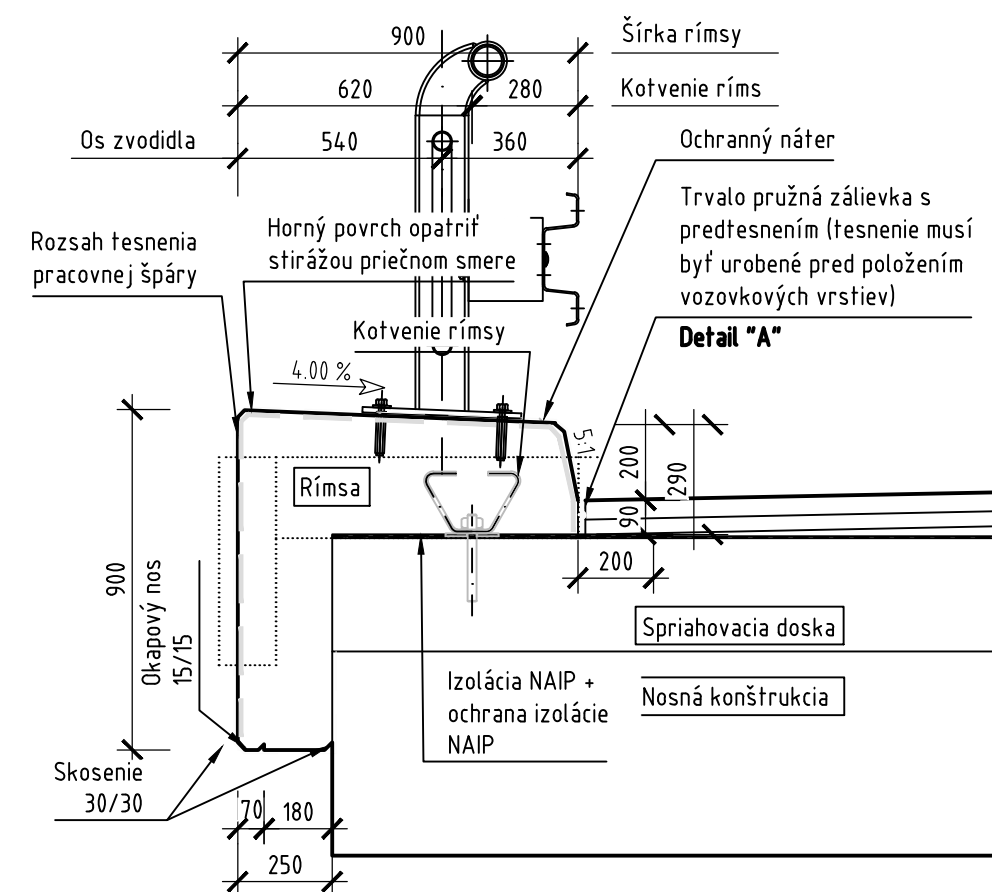 900
Šírka rímsy
620
280
Kotvenie ríms
Os zvodidla
540
360
Ochranný náter
Trvalo pružná zálievka s
predtesnením (tesnenie musí
byť urobené pred položením
vozovkových vrstiev)
Detail "A"
Rozsah tesnenia
pracovnej špáry
Horný povrch opatriť
stirážou priečnom smere
Kotvenie rímsy
4.00 %
5:1
200
290
90
Rímsa
200
900
Okapový nos
15/15
Spriahovacia doska
Izolácia NAIP +
ochrana izolácie
NAIP
Nosná konštrukcia
Skosenie
30/30
70
180
250